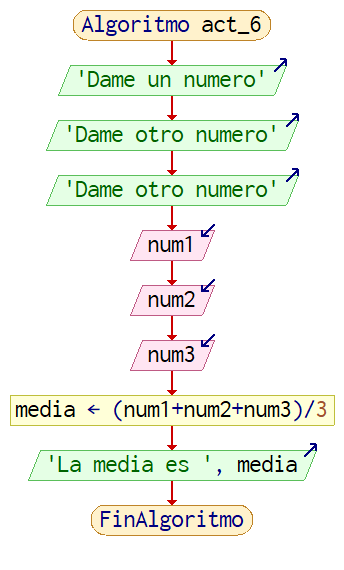 Algoritmo act_6
'Dame un numero'
'Dame otro numero'
'Dame otro numero'
num1
num2
num3
media ← (num1+num2+num3)/3
'La media es ', media
FinAlgoritmo